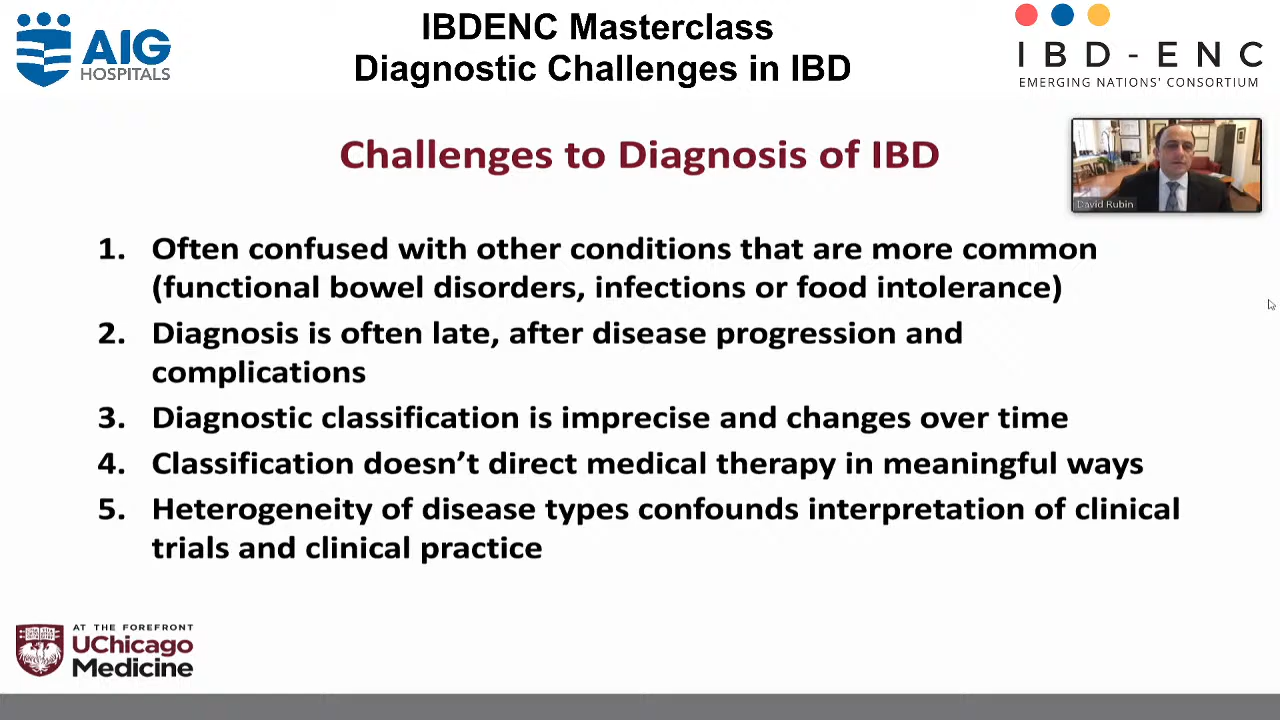 AIG
HOSPITALS
IBDENC Masterclass
Diagnostic Challenges in IBD
IBD-ENC
EMERGING NATIONS' CONSORTIUM
Challenges to Diagnosis of IBD
David Rubin
1. Often confused with other conditions that are more common
(functional bowel disorders, infections or food intolerance)
2. Diagnosis is often late, after disease progression and
complications
3. Diagnostic classification is imprecise and changes over time
4. Classification doesn’t direct medical therapy in meaningful ways
5. Heterogeneity of disease types confounds interpretation of clinical
trials and clinical practice
AT THE FOREFRONT
UChicago
Medicine